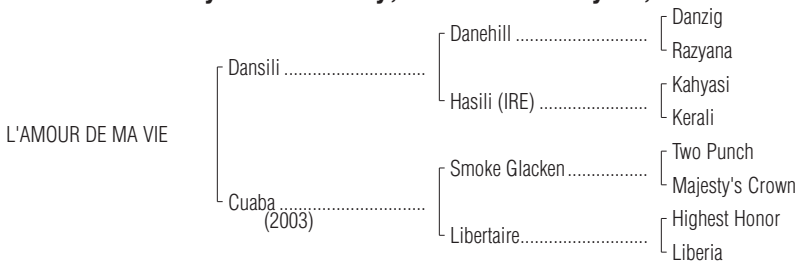 Danzig
Danehill
Razyana
Dansili
Kahyasi
Hasili (IRE)
Kerali
L'AMOUR DE MA VIE
Two Punch
Smoke Glacken
Majesty's Crown
Cuaba
(2003)
Highest Honor
Libertaire
Liberia